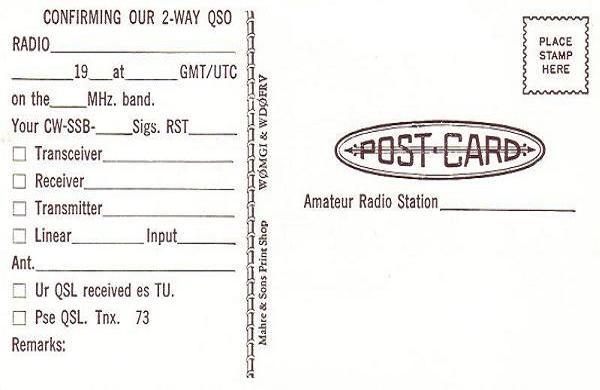 CONFIRMING OUR 2-WAY QSO
RADIO
19 at GMT/UTC
on the MHz. band.
Your CW-SSB- Sigs. RST
Transceiver
Receiver
Transmitter
Linear Input
Ant.
Ur QSL received es TU.
Pse QSL. Tnx. 73
Remarks:
Mahre & Sons Print Shop WØMGI & WDØFRV
PLACE
STAMP
HERE
POST-CARD
Amateur Radio Station